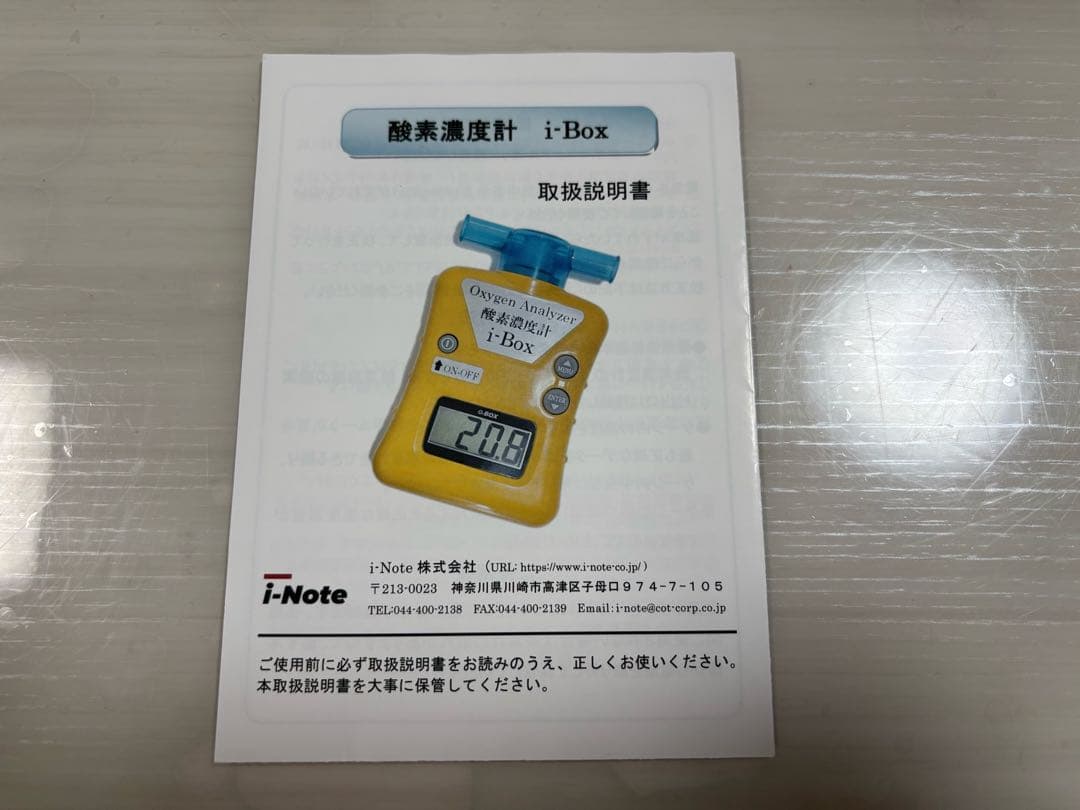 酸素濃度計 i-Box
取扱説明書
Oxygen Analyzer
酸素濃度計
i-Box
MENU
ON-OFF
ENTER
O₂-BOX
20.8
i-Note 株式会社（URL: https://www.i-note-co.jp/）
i-Note
〒213-0023 神奈川県川崎市高津区子母口９７４-７-１０５
TEL:044-400-2138 FAX:044-400-2139 Email:i-note@cot-corp.co.jp
ご使用前に必ず取扱説明書をお読みのうえ、正しくお使いください。
本取扱説明書を大事に保管してください。